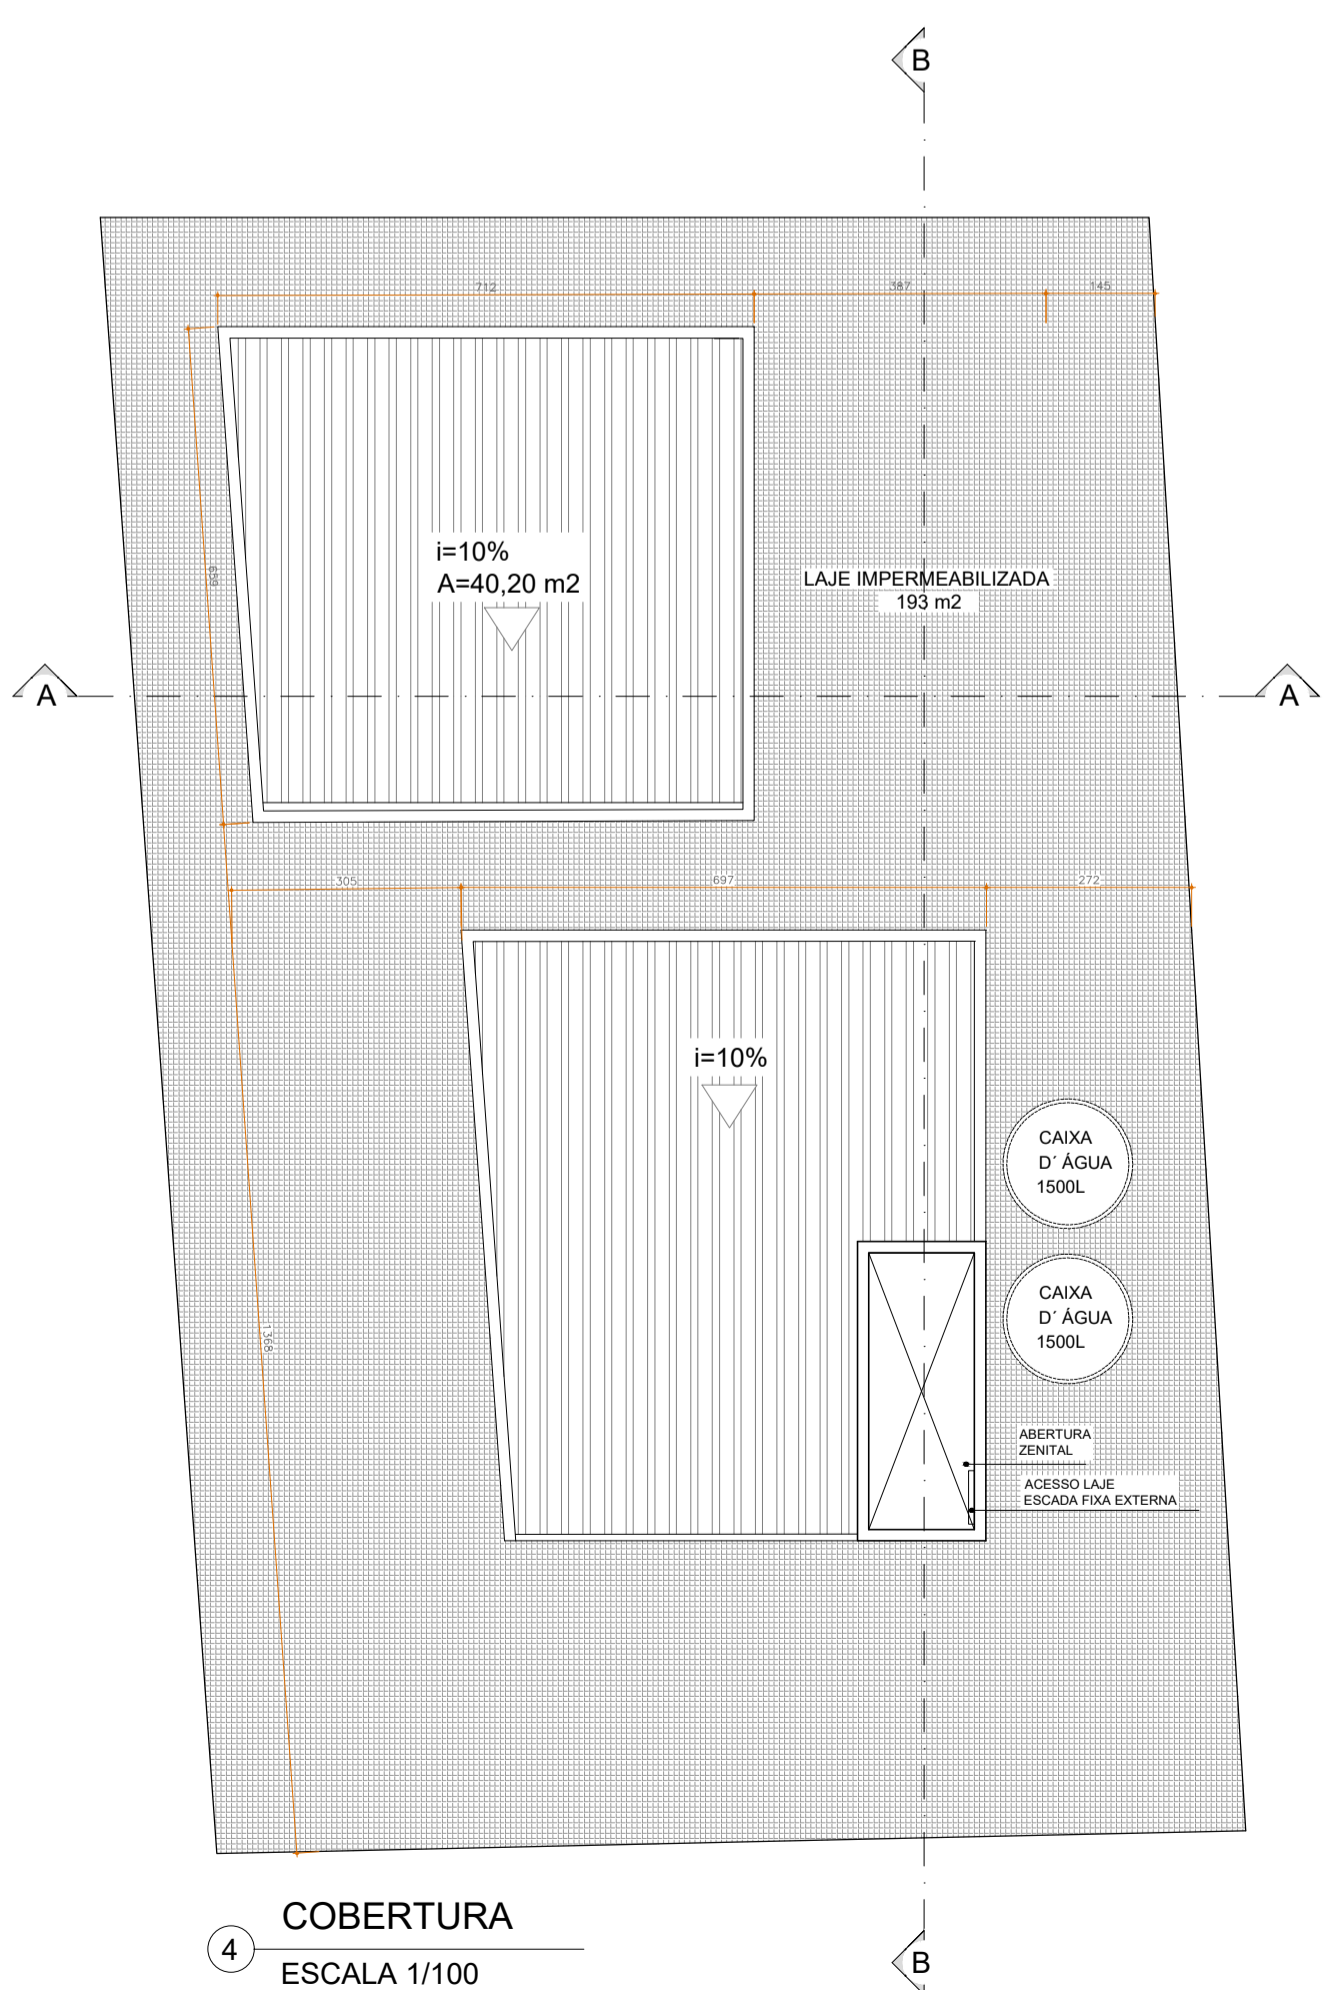 B
712
387
145
i=10%
A=40,20 m2
659
LAJE IMPERMEABILIZADA
193 m2
A
A
305
697
272
i=10%
CAIXA
D´ ÁGUA
1500L
CAIXA
D´ ÁGUA
1500L
1368
ABERTURA
ZENITAL
ACESSO LAJE
ESCADA FIXA EXTERNA
COBERTURA
4
ESCALA 1/100
B